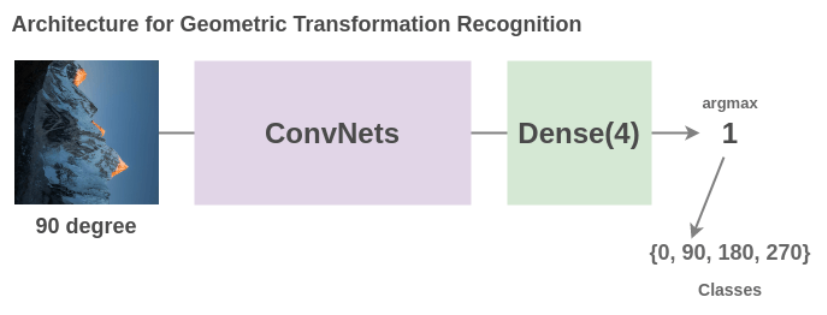 Architecture for Geometric Transformation Recognition
ConvNets
Dense(4)
argmax
1
90 degree
{0, 90, 180, 270}
Classes